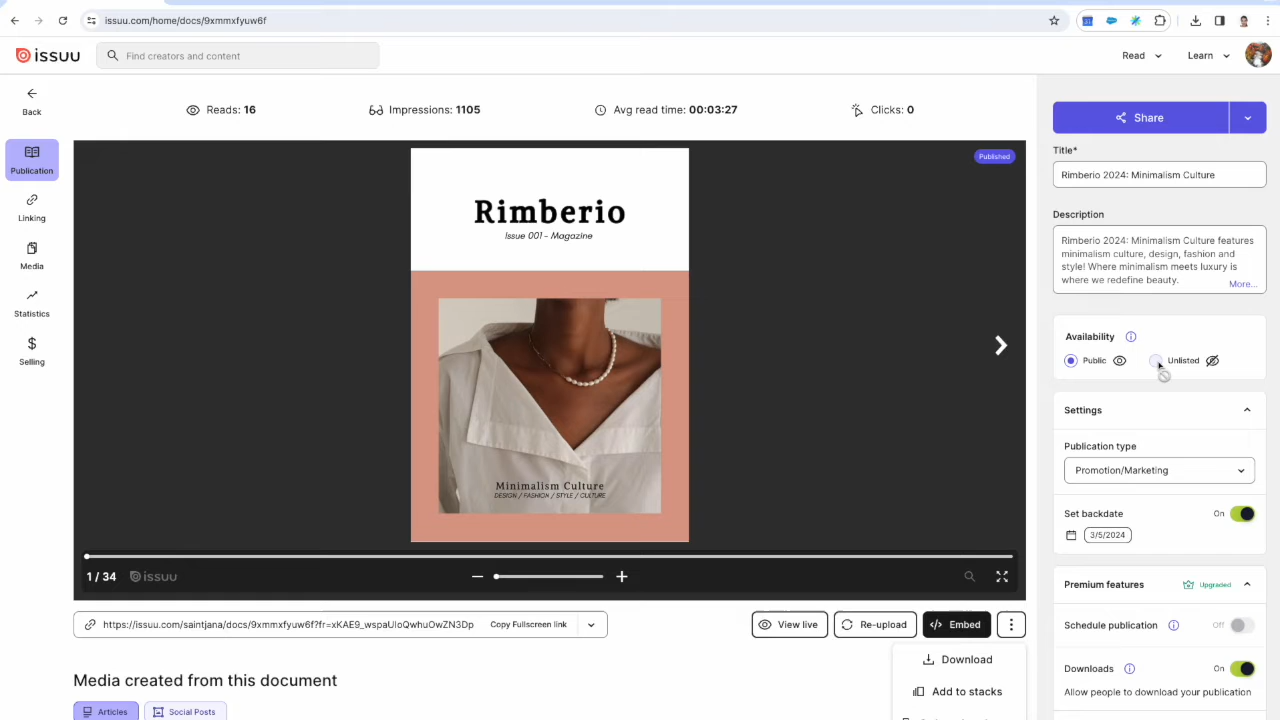 issuu.com/home/docs/9xmmxfyuw6f
issuu
Find creators and content
Read
Learn
Back
Reads: 16
Impressions: 1105
Avg read time: 00:03:27
Clicks: 0
Share
Publication
Linking
Media
Statistics
Selling
Published
Rimberio
Issue 001 - Magazine
Minimalism Culture
DESIGN / FASHION / STYLE / CULTURE
Title*
Rimberio 2024: Minimalism Culture
Description
Rimberio 2024: Minimalism Culture features
minimalism culture, design, fashion and
style! Where minimalism meets luxury is
where we redefine beauty.
More...
Availability
Public
Unlisted
Settings
Publication type
Promotion/Marketing
Set backdate
On
3/5/2024
Premium features
Upgraded
Schedule publication
Off
Downloads
On
Allow people to download your publication
1 / 34
issuu
https://issuu.com/saintjana/docs/9xmmxfyuw6f?fr=xKAE9_wspaUIoQwhuOwZN3Dp
Copy Fullscreen link
View live
Re-upload
Embed
Download
Add to stacks
Media created from this document
Articles
Social Posts